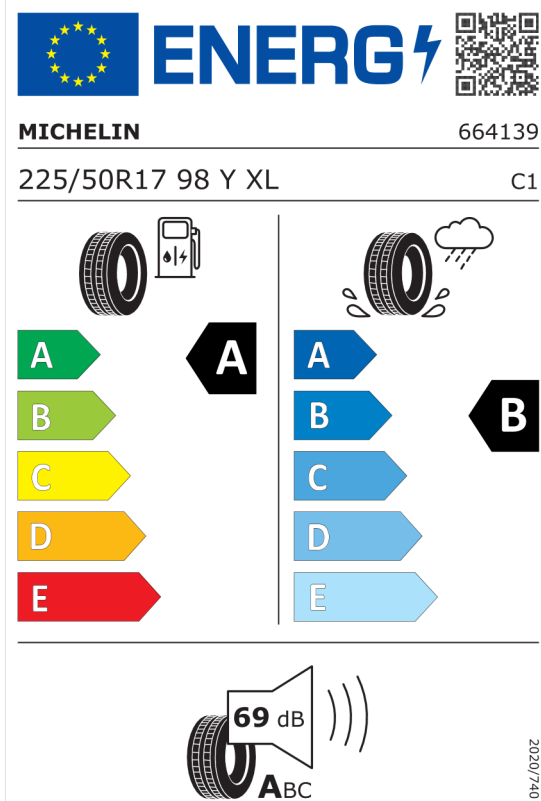 ENERG
MICHELIN 664139
225/50R17 98 Y XL C1
A A A
B B B
C C
D D
E E
69 dB
ABC
2020/740